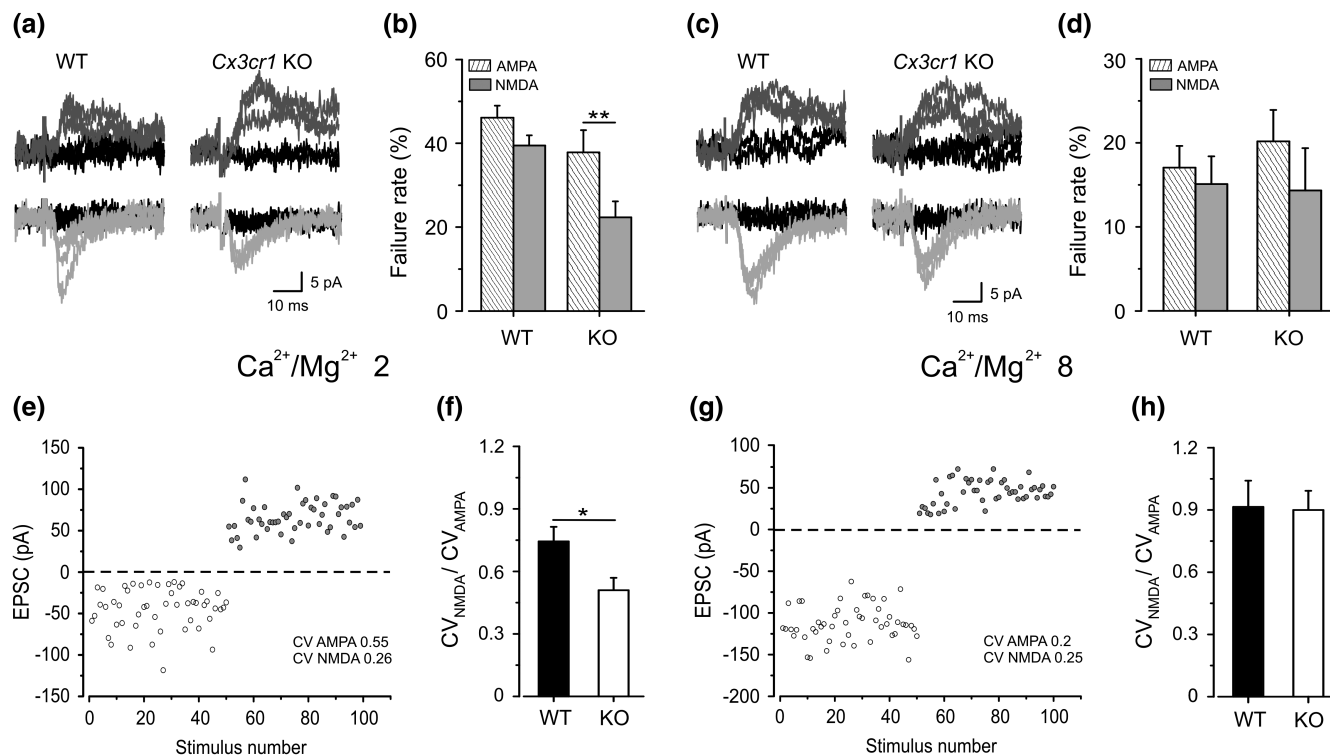 (a)
WT
Cx3cr1 KO
5 pA
10 ms
(b)
60
40
20
0
Failure rate (%)
AMPA
NMDA
**
WT
KO
(c)
WT
Cx3cr1 KO
5 pA
10 ms
(d)
30
20
10
0
Failure rate (%)
AMPA
NMDA
WT
KO
Ca²⁺/Mg²⁺ 2
Ca²⁺/Mg²⁺ 8
(e)
150
100
50
0
-50
-100
-150
EPSC (pA)
CV AMPA 0.55
CV NMDA 0.26
0 20 40 60 80 100
Stimulus number
(f)
1.2
0.9
0.6
0.3
0
CV_NMDA / CV_AMPA
*
WT
KO
(g)
100
50
0
-50
-100
-150
-200
EPSC (pA)
CV AMPA 0.2
CV NMDA 0.25
0 20 40 60 80 100
Stimulus number
(h)
1.2
0.9
0.6
0.3
0
CV_NMDA / CV_AMPA
WT
KO